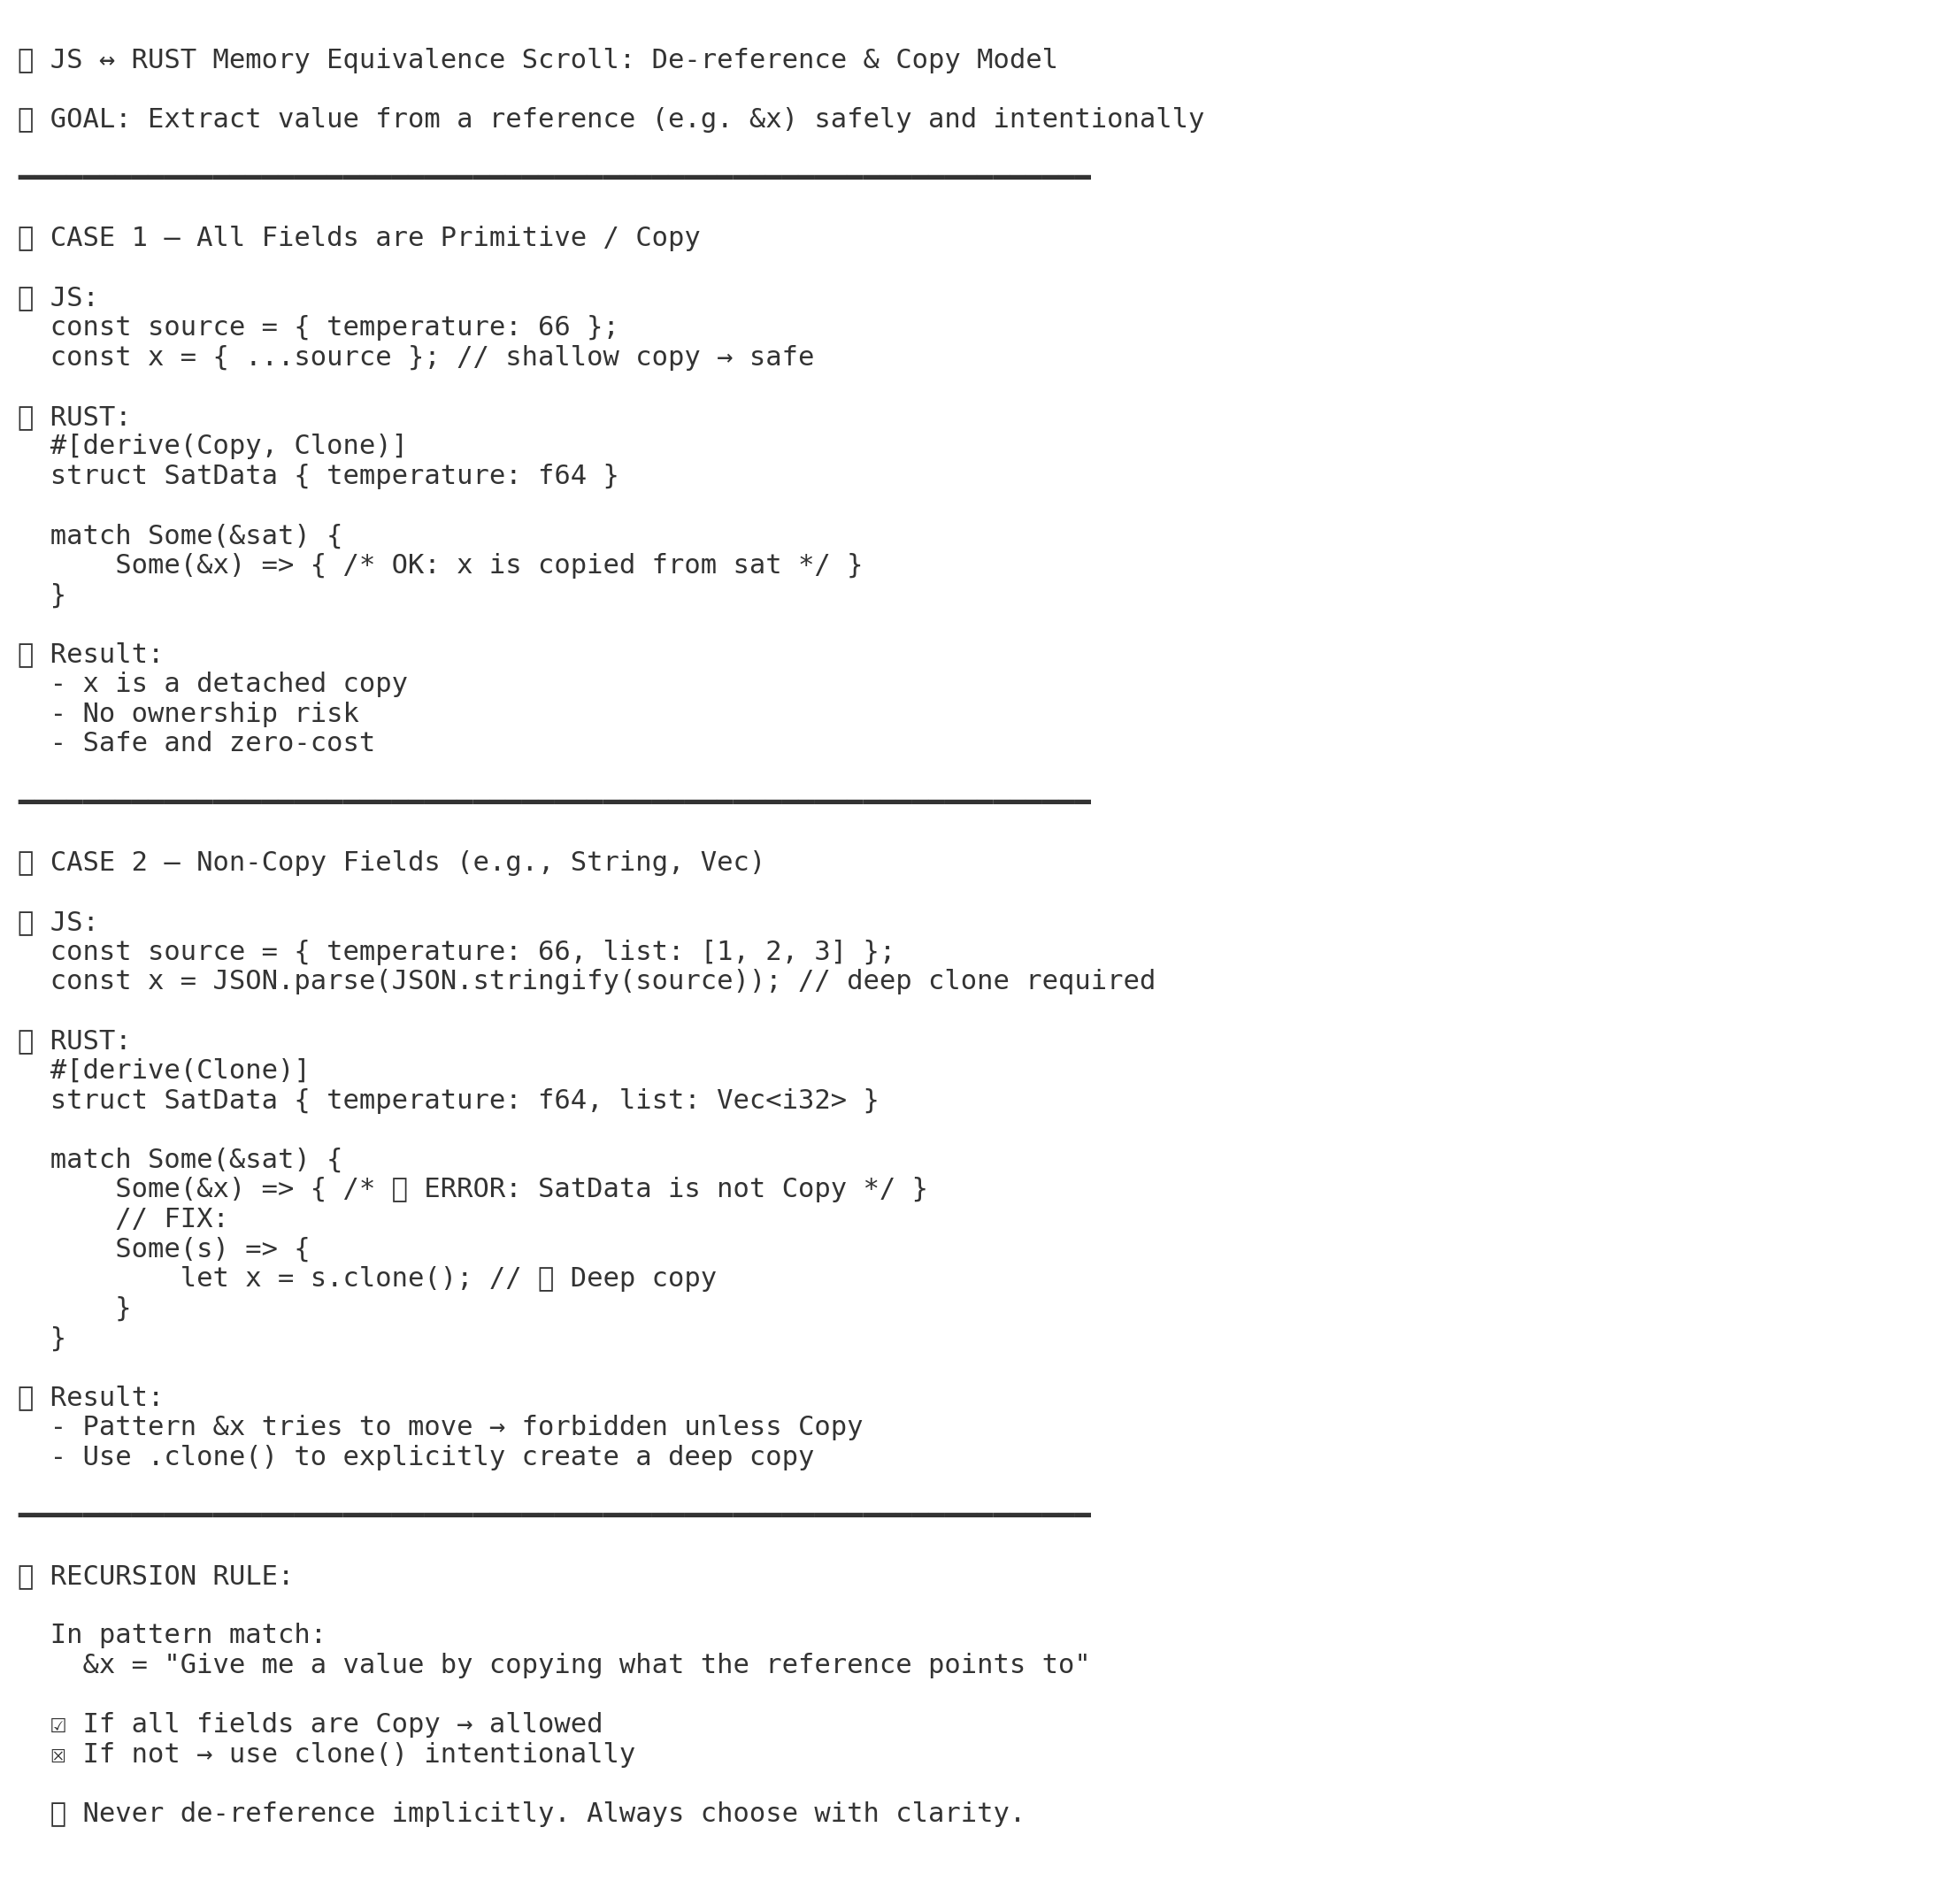 ▯ JS ↔ RUST Memory Equivalence Scroll: De-reference & Copy Model
▯ GOAL: Extract value from a reference (e.g. &x) safely and intentionally
▯ CASE 1 — All Fields are Primitive / Copy
▯ JS:
const source = { temperature: 66 };
const x = { ...source }; // shallow copy → safe
▯ RUST:
#[derive(Copy, Clone)]
struct SatData { temperature: f64 }
match Some(&sat) {
Some(&x) => { /* OK: x is copied from sat */ }
}
▯ Result:
- x is a detached copy
- No ownership risk
- Safe and zero-cost
▯ CASE 2 — Non-Copy Fields (e.g., String, Vec)
▯ JS:
const source = { temperature: 66, list: [1, 2, 3] };
const x = JSON.parse(JSON.stringify(source)); // deep clone required
▯ RUST:
#[derive(Clone)]
struct SatData { temperature: f64, list: Vec<i32> }
match Some(&sat) {
Some(&x) => { /* ▯ ERROR: SatData is not Copy */ }
// FIX:
Some(s) => {
let x = s.clone(); // ▯ Deep copy
}
}
▯ Result:
- Pattern &x tries to move → forbidden unless Copy
- Use .clone() to explicitly create a deep copy
▯ RECURSION RULE:
In pattern match:
&x = "Give me a value by copying what the reference points to"
☑ If all fields are Copy → allowed
☒ If not → use clone() intentionally
▯ Never de-reference implicitly. Always choose with clarity.